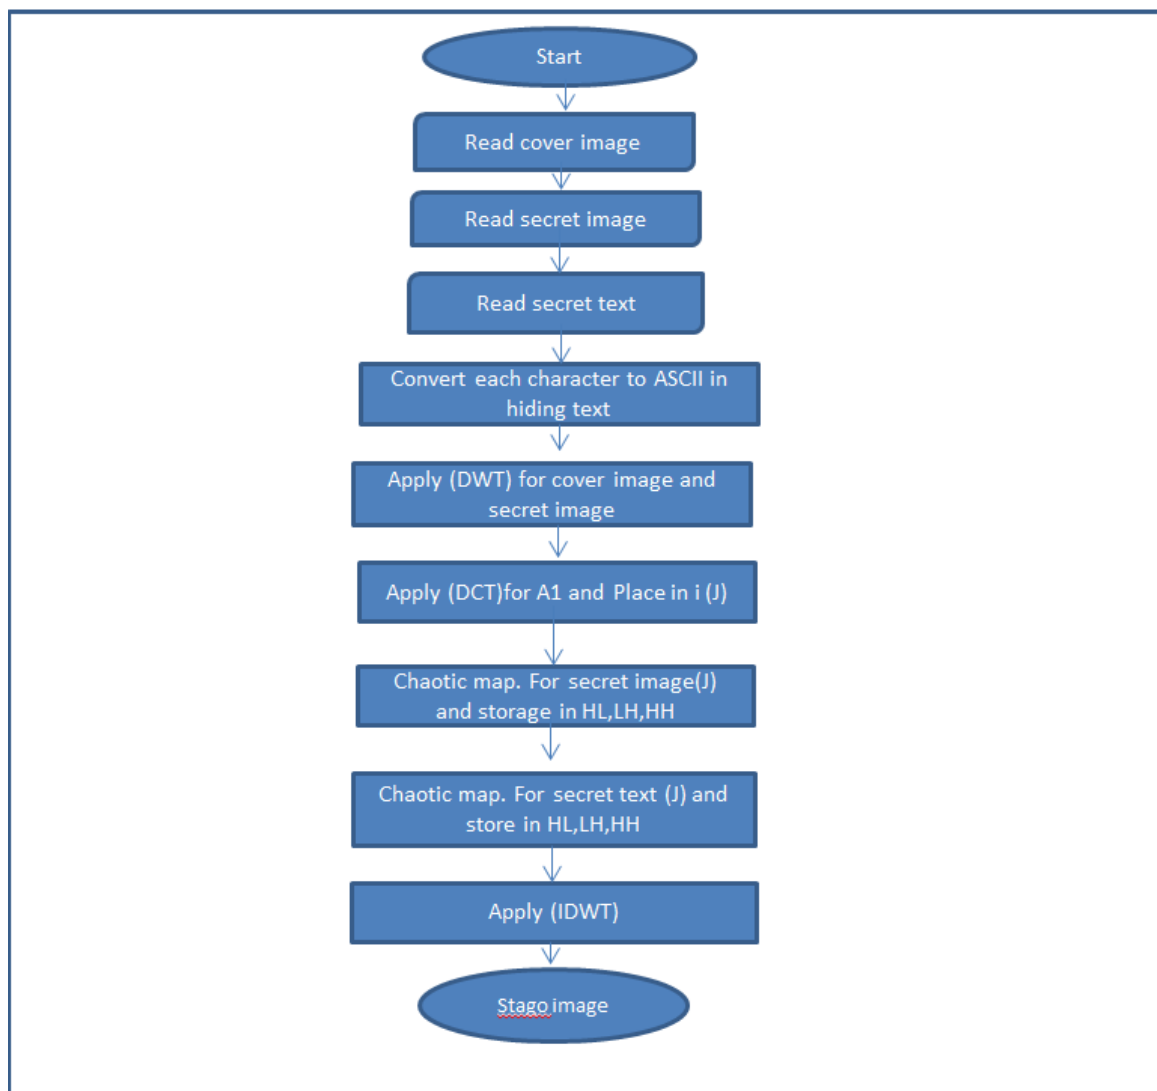 Start
Read cover image
Read secret image
Read secret text
Convert each character to ASCII in
hiding text
Apply (DWT) for cover image and
secret image
Apply (DCT)for A1 and Place in i (J)
Chaotic map. For secret image(J)
and storage in HL,LH,HH
Chaotic map. For secret text (J) and
store in HL,LH,HH
Apply (IDWT)
Stago image